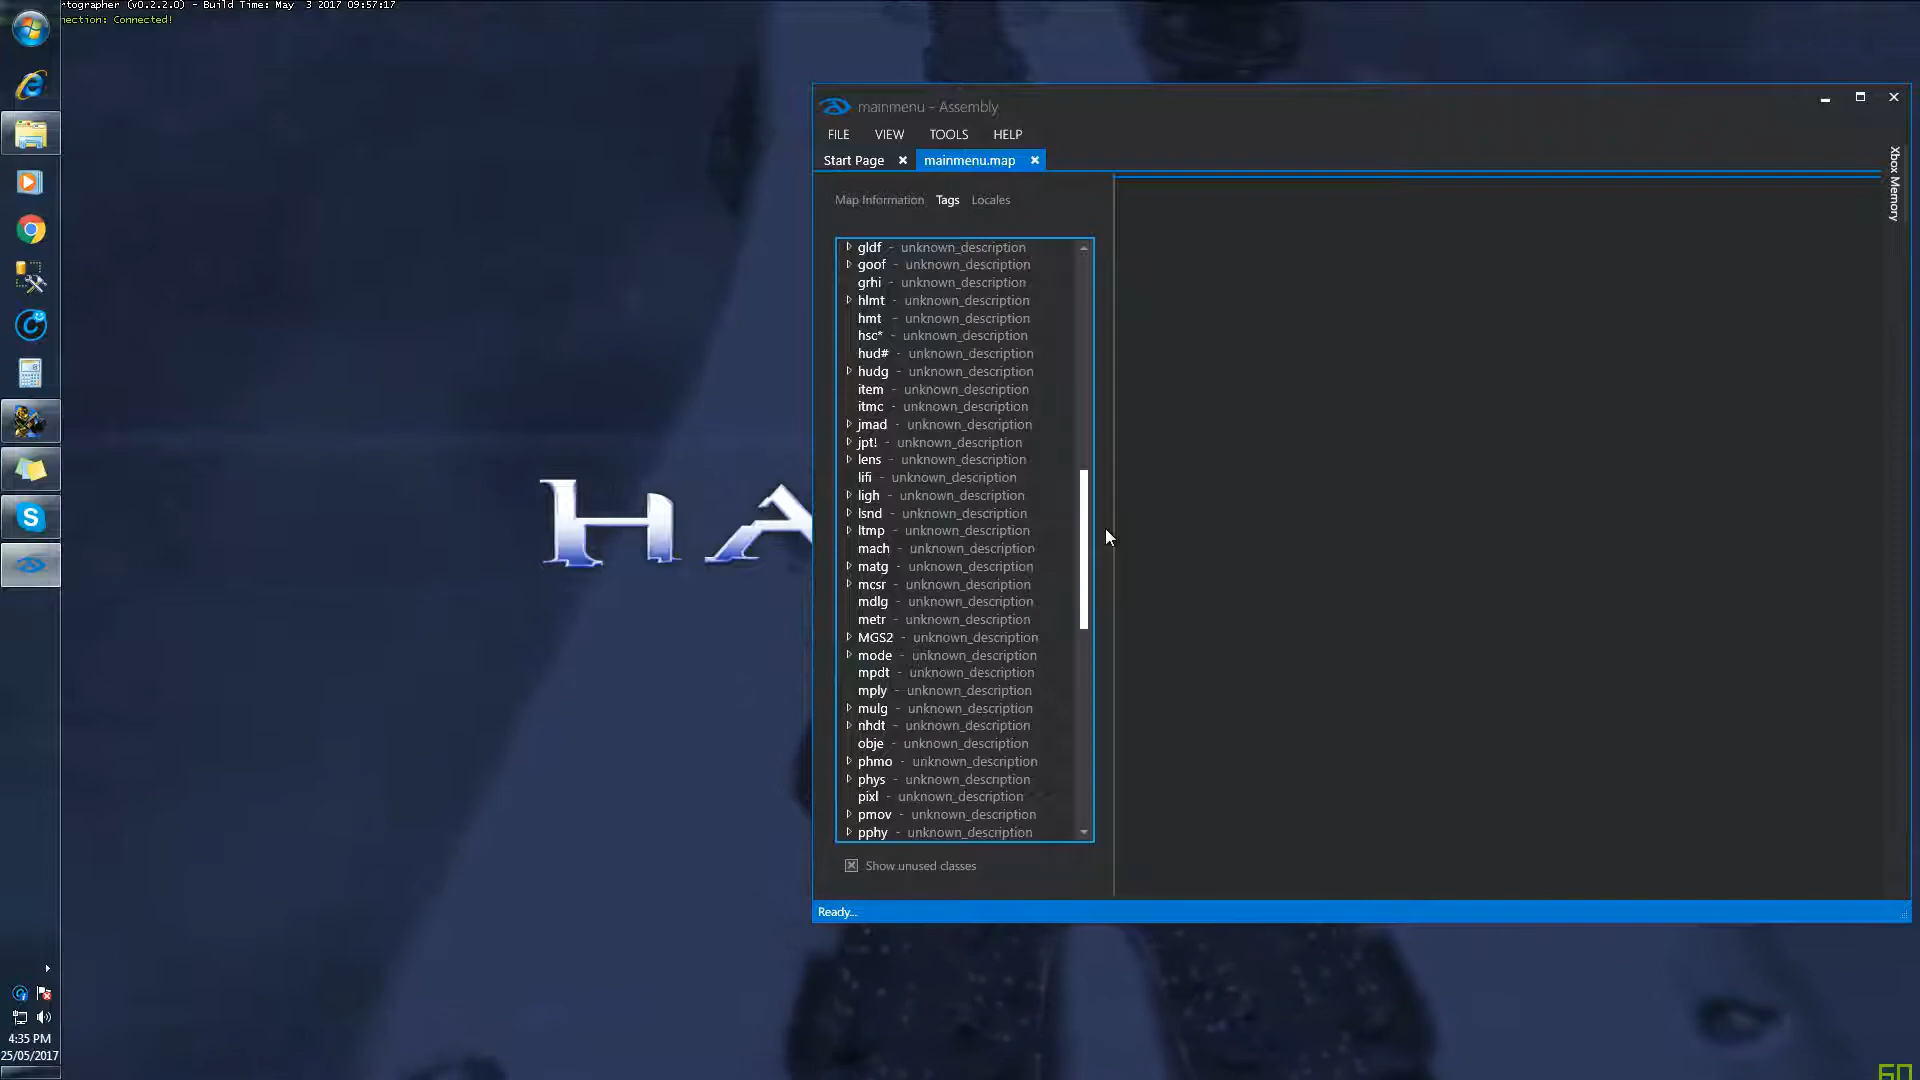 rtographer (v0.2.2.0) - Build Time: May  3 2017 09:57:17
nnection: Connected!
mainmenu - Assembly
FILE VIEW TOOLS HELP
Start Page mainmenu.map
Xbox Memory
Map Information Tags Locales
gldf - unknown_description
goof - unknown_description
grhi - unknown_description
hlmt - unknown_description
hmt - unknown_description
hsc* - unknown_description
hud# - unknown_description
hudg - unknown_description
item - unknown_description
itmc - unknown_description
jmad - unknown_description
jpt! - unknown_description
lens - unknown_description
lifi - unknown_description
ligh - unknown_description
lsnd - unknown_description
ltmp - unknown_description
mach - unknown_description
matg - unknown_description
mcsr - unknown_description
mdlg - unknown_description
metr - unknown_description
MGS2 - unknown_description
mode - unknown_description
mpdt - unknown_description
mply - unknown_description
mulg - unknown_description
nhdt - unknown_description
obje - unknown_description
phmo - unknown_description
phys - unknown_description
pixl - unknown_description
pmov - unknown_description
pphy - unknown_description
Show unused classes
Ready...
HA
4:35 PM
25/05/2017
60